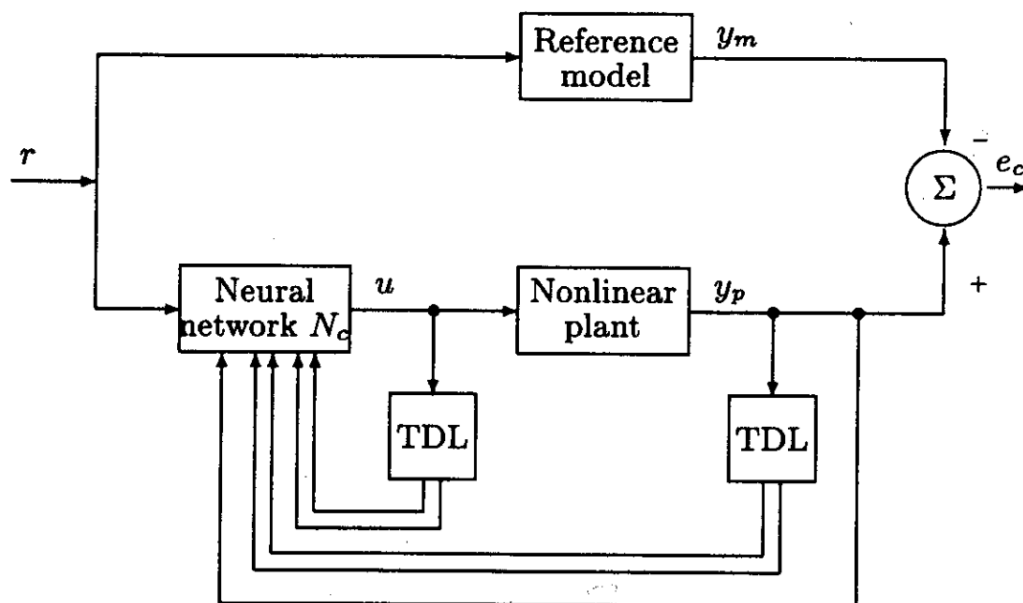 Reference
model
y_m
r
−
Σ
e_c
+
Neural
network N_c
u
Nonlinear
plant
y_p
TDL
TDL